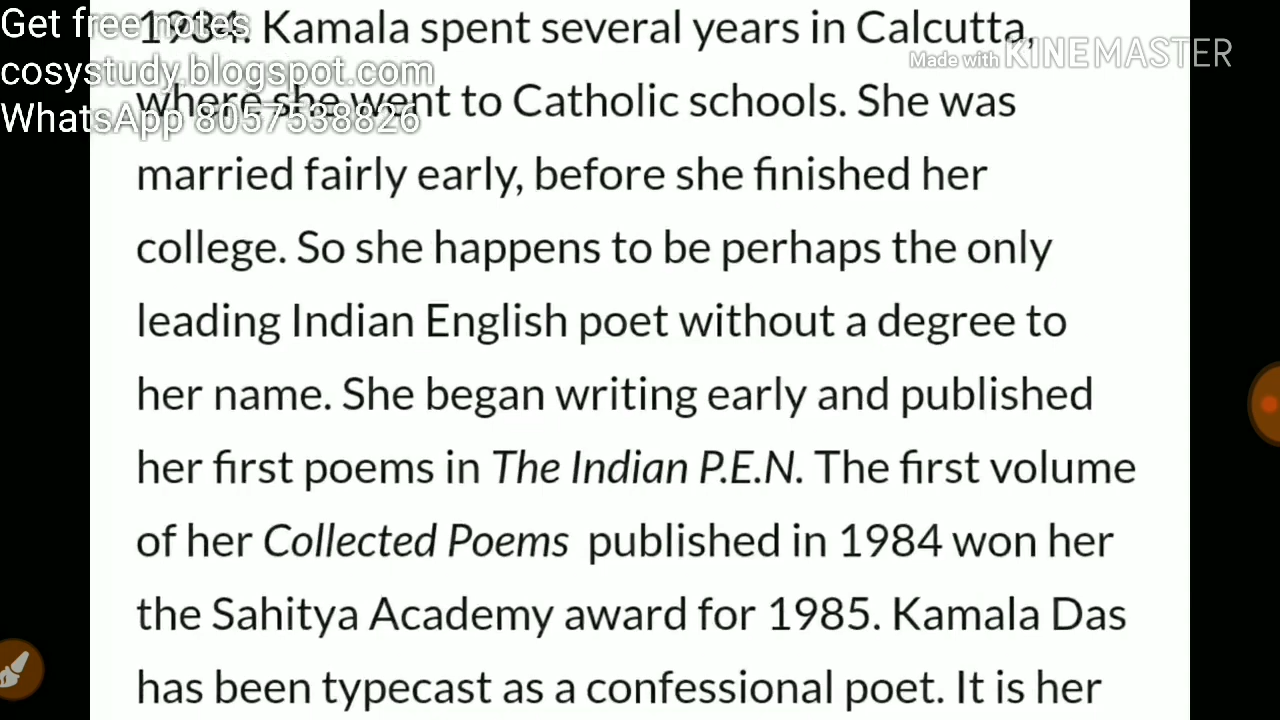 Get free notes
cosystudy.blogspot.com
WhatsApp 8057538826
Made with KINEMASTER
Kamala spent several years in Calcutta,
where she went to Catholic schools. She was
married fairly early, before she finished her
college. So she happens to be perhaps the only
leading Indian English poet without a degree to
her name. She began writing early and published
her first poems in The Indian P.E.N. The first volume
of her Collected Poems published in 1984 won her
the Sahitya Academy award for 1985. Kamala Das
has been typecast as a confessional poet. It is her